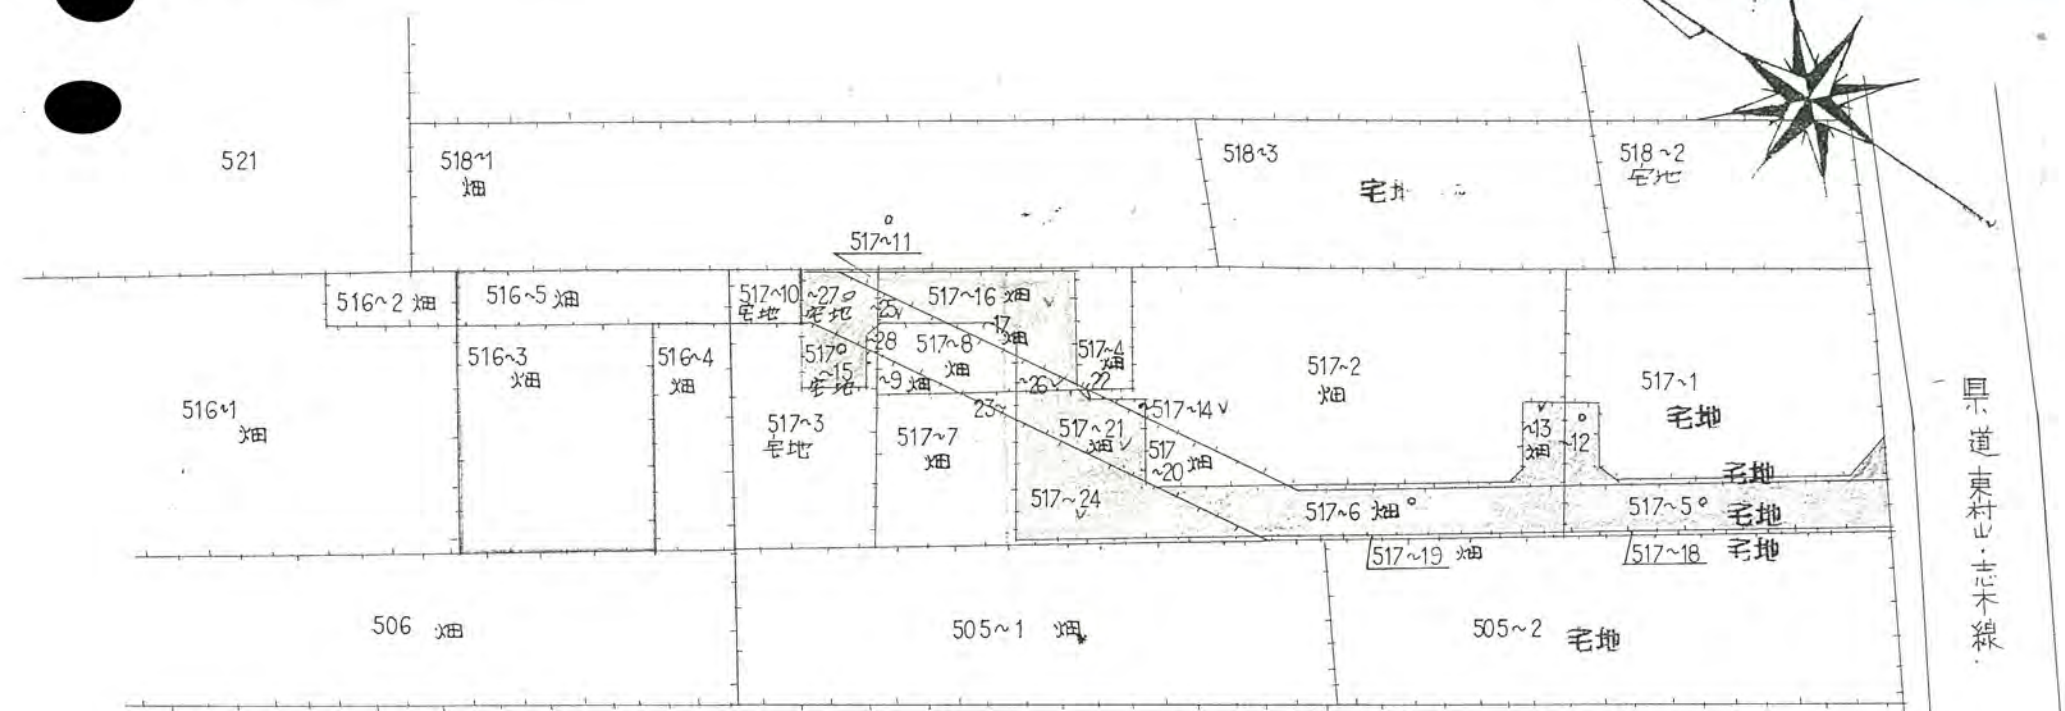 521
518~1
畑
518~3
宅地
518~2
宅地
517~11
516~2 畑
516~5 畑
517~10
宅地
~27
宅地
~25
517~16 畑
~17
畑
516~3
畑
516~4
畑
517
~15
宅地
~28
517~8
畑
~9 畑
~26
517~4
畑
~22
517~2
畑
517~1
宅地
516~1
畑
517~3
宅地
517~7
畑
23~
517~21
畑
517~14
517
~20
畑
~13
畑
~12
宅地
517~24
517~6 畑
517~5 宅地
517~19 畑
517~18 宅地
506 畑
505~1 畑
505~2 宅地
県道東村山・志木線